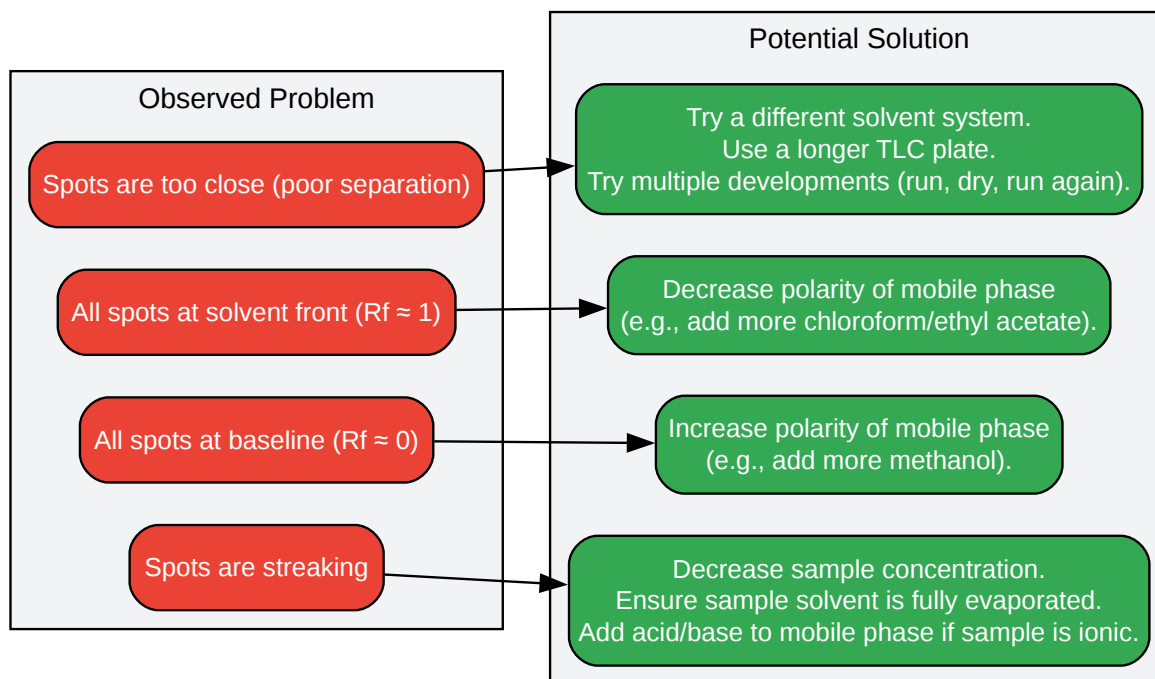 Observed Problem
Spots are too close (poor separation)
All spots at solvent front (Rf ≈ 1)
All spots at baseline (Rf ≈ 0)
Spots are streaking
Potential Solution
Try a different solvent system.
Use a longer TLC plate.
Try multiple developments (run, dry, run again).
Decrease polarity of mobile phase
(e.g., add more chloroform/ethyl acetate).
Increase polarity of mobile phase
(e.g., add more methanol).
Decrease sample concentration.
Ensure sample solvent is fully evaporated.
Add acid/base to mobile phase if sample is ionic.